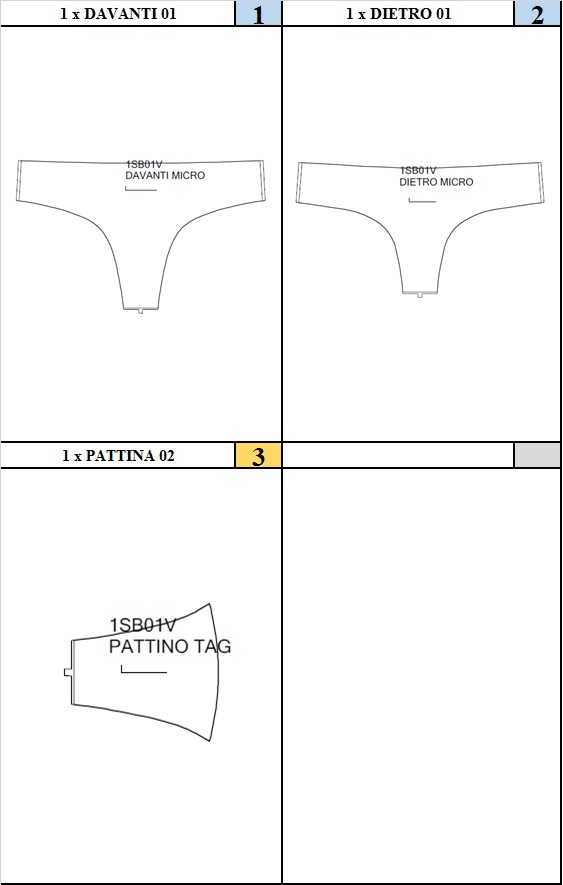 1 x DAVANTI 01
1
1 x DIETRO 01
2
1SB01V
DAVANTI MICRO
1SB01V
DIETRO MICRO
1 x PATTINA 02
3
1SB01V
PATTINO TAG